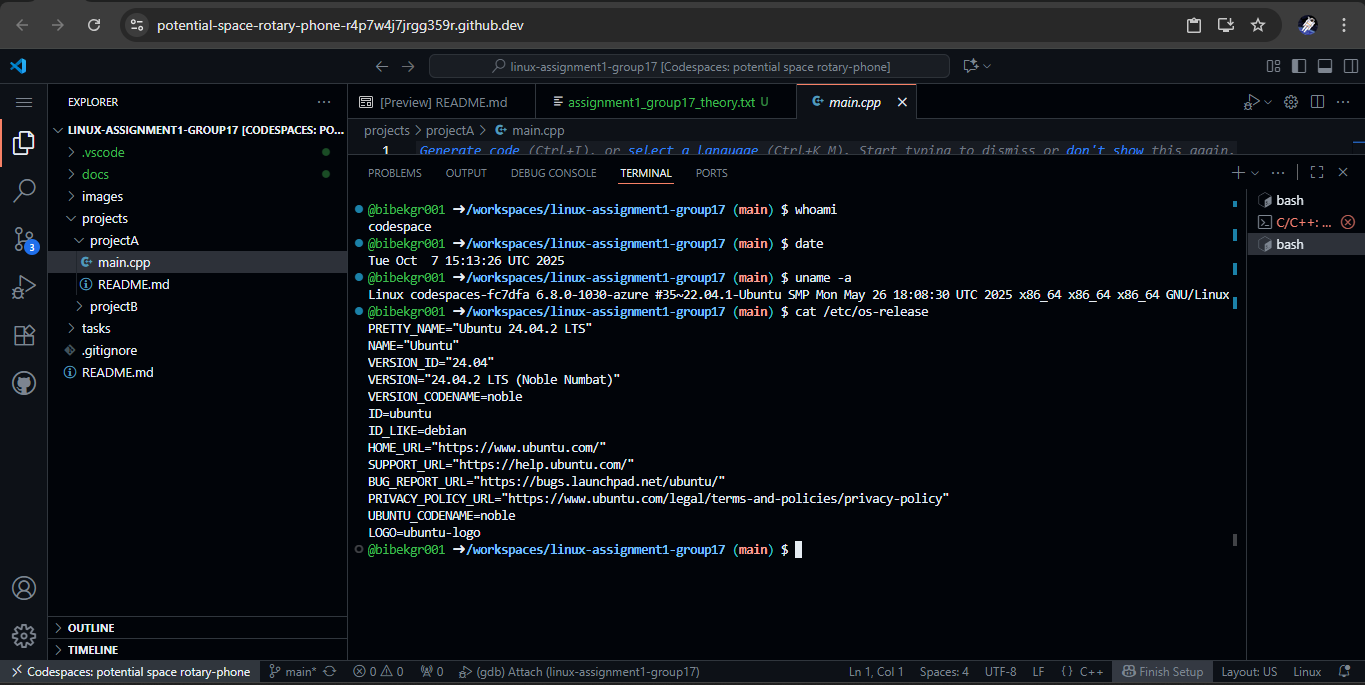 potential-space-rotary-phone-r4p7w4j7jrgg359r.github.dev
linux-assignment1-group17 [Codespaces: potential space rotary-phone]
EXPLORER
LINUX-ASSIGNMENT1-GROUP17 [CODESPACES: PO...
.vscode
docs
images
projects
projectA
main.cpp
README.md
projectB
tasks
.gitignore
README.md
OUTLINE
TIMELINE
3
[Preview] README.md
assignment1_group17_theory.txt U
main.cpp
projects > projectA > main.cpp
1 Generate code (Ctrl+I), or select a language (Ctrl+K M). Start typing to dismiss or don't show this again.
PROBLEMS OUTPUT DEBUG CONSOLE TERMINAL PORTS
@bibekgr001 ➜/workspaces/linux-assignment1-group17 (main) $ whoami
codespace
@bibekgr001 ➜/workspaces/linux-assignment1-group17 (main) $ date
Tue Oct  7 15:13:26 UTC 2025
@bibekgr001 ➜/workspaces/linux-assignment1-group17 (main) $ uname -a
Linux codespaces-fc7dfa 6.8.0-1030-azure #35~22.04.1-Ubuntu SMP Mon May 26 18:08:30 UTC 2025 x86_64 x86_64 x86_64 GNU/Linux
@bibekgr001 ➜/workspaces/linux-assignment1-group17 (main) $ cat /etc/os-release
PRETTY_NAME="Ubuntu 24.04.2 LTS"
NAME="Ubuntu"
VERSION_ID="24.04"
VERSION="24.04.2 LTS (Noble Numbat)"
VERSION_CODENAME=noble
ID=ubuntu
ID_LIKE=debian
HOME_URL="https://www.ubuntu.com/"
SUPPORT_URL="https://help.ubuntu.com/"
BUG_REPORT_URL="https://bugs.launchpad.net/ubuntu/"
PRIVACY_POLICY_URL="https://www.ubuntu.com/legal/terms-and-policies/privacy-policy"
UBUNTU_CODENAME=noble
LOGO=ubuntu-logo
@bibekgr001 ➜/workspaces/linux-assignment1-group17 (main) $
bash
C/C++: ...
bash
Codespaces: potential space rotary-phone
main*
0 0
0
(gdb) Attach (linux-assignment1-group17)
Ln 1, Col 1
Spaces: 4
UTF-8
LF
{ } C++
Finish Setup
Layout: US
Linux